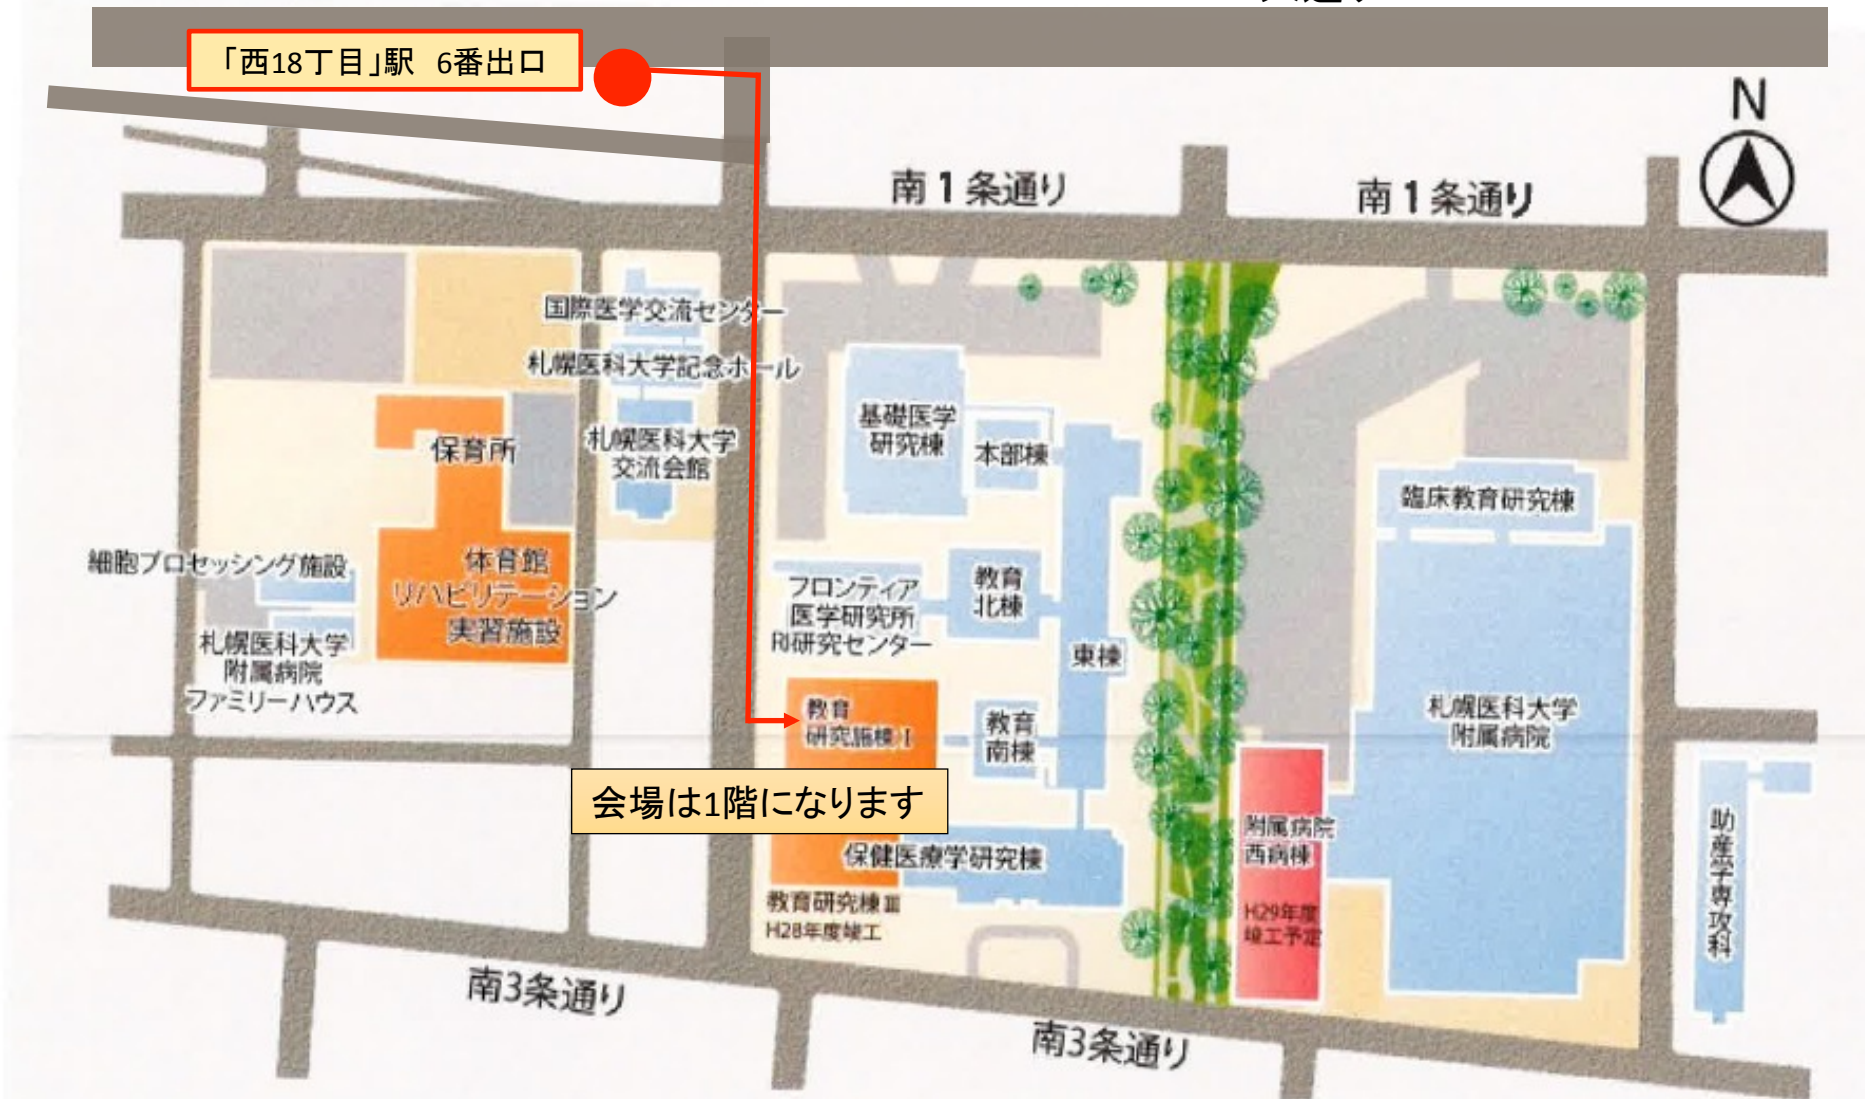 「西18丁目」駅 6番出口
N
南1条通り
南1条通り
国際医学交流センター
札幌医科大学記念ホール
札幌医科大学
交流会館
保育所
基礎医学
研究棟
本部棟
臨床教育研究棟
細胞プロセッシング施設
体育館
リハビリテーション
実習施設
フロンティア
医学研究所
RI研究センター
教育
北棟
東棟
札幌医科大学
附属病院
ファミリーハウス
教育
研究施棟 I
教育
南棟
札幌医科大学
附属病院
会場は1階になります
附属病院
西病棟
保健医療学研究棟
助産学専攻科
教育研究棟 III
H28年度竣工
H29年度
竣工予定
南3条通り
南3条通り